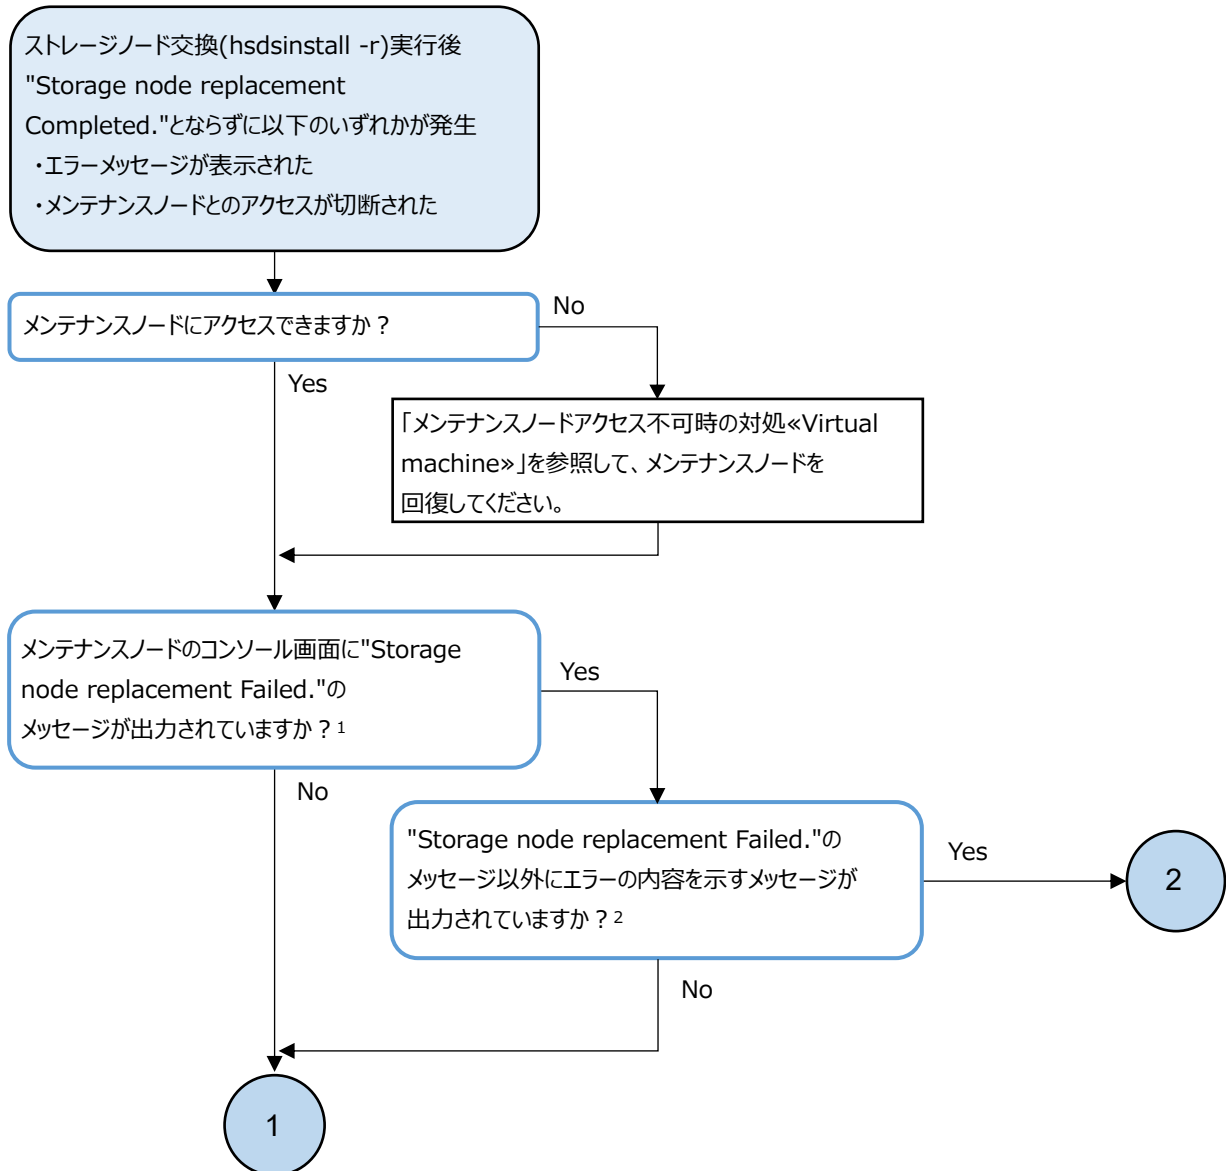 ストレージノード交換(hsdsinstall -r)実行後
"Storage node replacement
Completed."とならずに以下のいずれかが発生
・エラーメッセージが表示された
・メンテナンスノードとのアクセスが切断された
メンテナンスノードにアクセスできますか？
No
Yes
「メンテナンスノードアクセス不可時の対処«Virtual
machine»」を参照して、メンテナンスノードを
回復してください。
メンテナンスノードのコンソール画面に"Storage
node replacement Failed."の
メッセージが出力されていますか？1
Yes
No
"Storage node replacement Failed."の
メッセージ以外にエラーの内容を示すメッセージが
出力されていますか？2
Yes
2
No
1